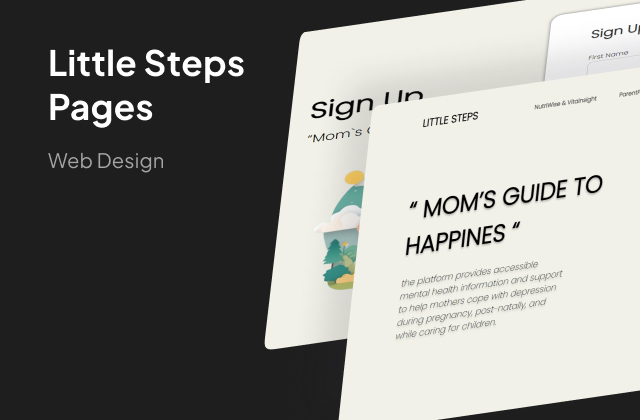 Little Steps
Pages
Web Design
Sign Up
"Mom`s
Sign
First Name
LITTLE STEPS
NutriWise & VitaInsight
“ MOM’S GUIDE TO
HAPPINES “
the platform provides accessible
mental health information and support
to help mothers cope with depression
during pregnancy, post-natally, and
while caring for children.